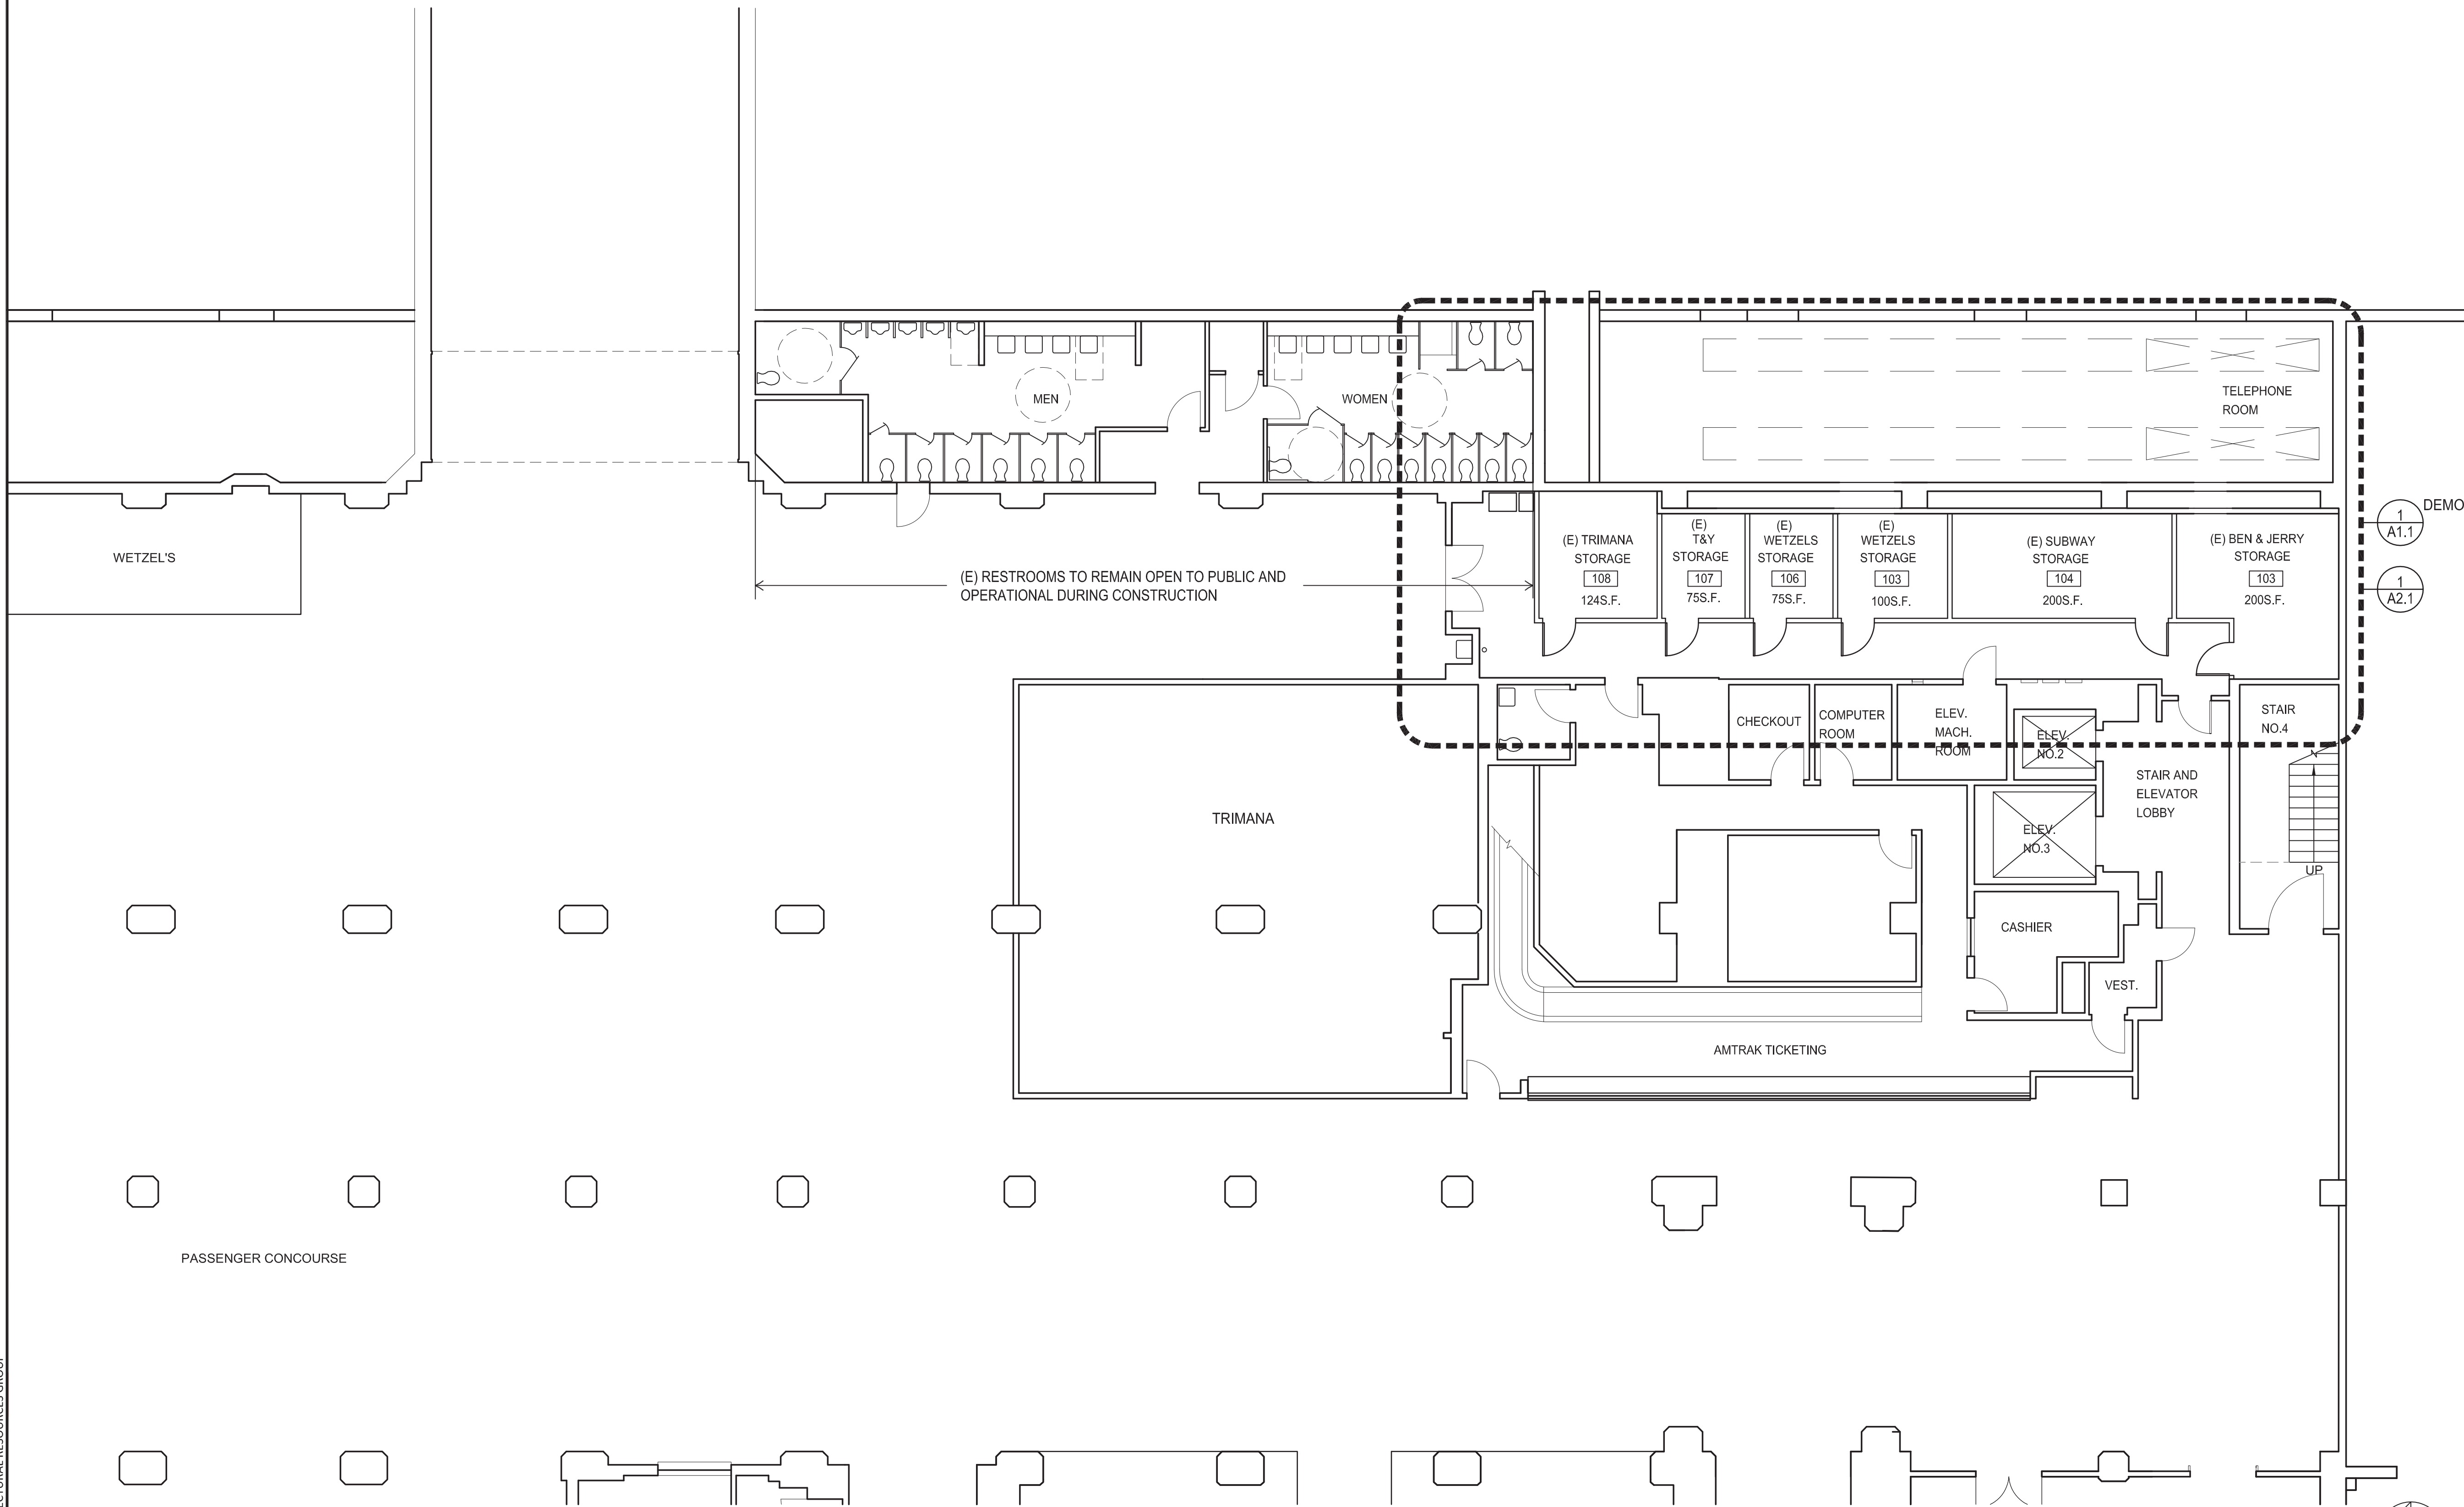 MEN
WOMEN
TELEPHONE
ROOM
WETZEL'S
(E) RESTROOMS TO REMAIN OPEN TO PUBLIC AND
OPERATIONAL DURING CONSTRUCTION
(E) TRIMANA
STORAGE
108
124S.F.
(E)
T&Y
STORAGE
107
75S.F.
(E)
WETZELS
STORAGE
106
75S.F.
(E)
WETZELS
STORAGE
103
100S.F.
(E) SUBWAY
STORAGE
104
200S.F.
(E) BEN & JERRY
STORAGE
103
200S.F.
1
A1.1
DEMO
1
A2.1
CHECKOUT
COMPUTER
ROOM
ELEV.
MACH.
ROOM
ELEV.
NO.2
STAIR
NO.4
STAIR AND
ELEVATOR
LOBBY
TRIMANA
ELEV.
NO.3
UP
CASHIER
VEST.
AMTRAK TICKETING
PASSENGER CONCOURSE
RESOURCES GROUP